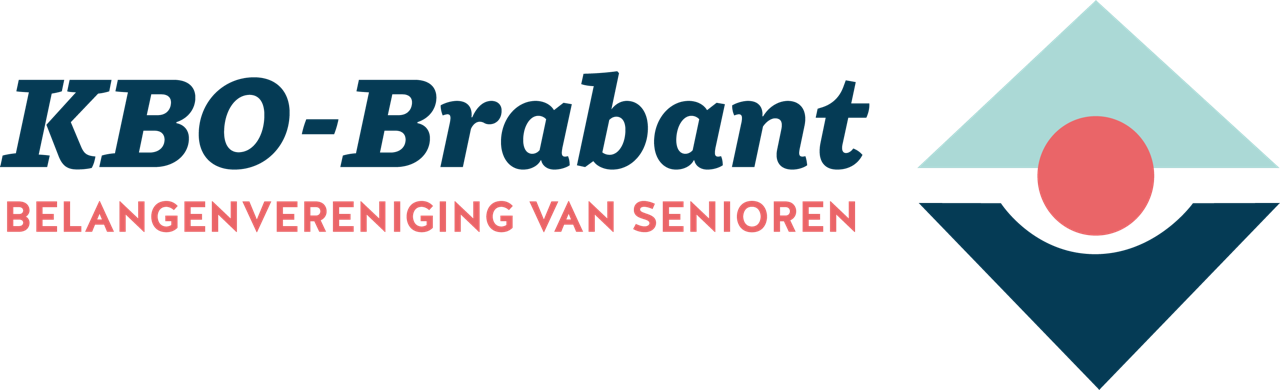 KBO-Brabant
BELANGENVERENIGING VAN SENIOREN